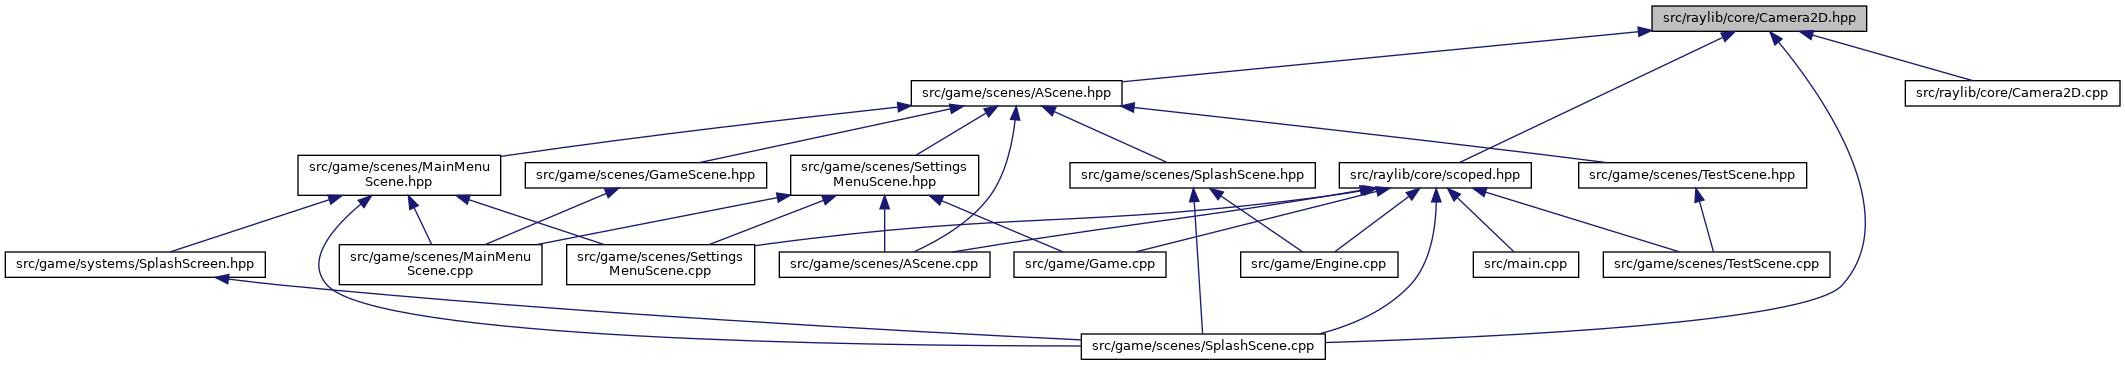 src/raylib/core/Camera2D.hpp
src/game/scenes/AScene.hpp
src/raylib/core/Camera2D.cpp
src/game/scenes/MainMenu
Scene.hpp
src/game/scenes/GameScene.hpp
src/game/scenes/Settings
MenuScene.hpp
src/game/scenes/SplashScene.hpp
src/raylib/core/scoped.hpp
src/game/scenes/TestScene.hpp
src/game/systems/SplashScreen.hpp
src/game/scenes/MainMenu
Scene.cpp
src/game/scenes/Settings
MenuScene.cpp
src/game/scenes/AScene.cpp
src/game/Game.cpp
src/game/Engine.cpp
src/main.cpp
src/game/scenes/TestScene.cpp
src/game/scenes/SplashScene.cpp